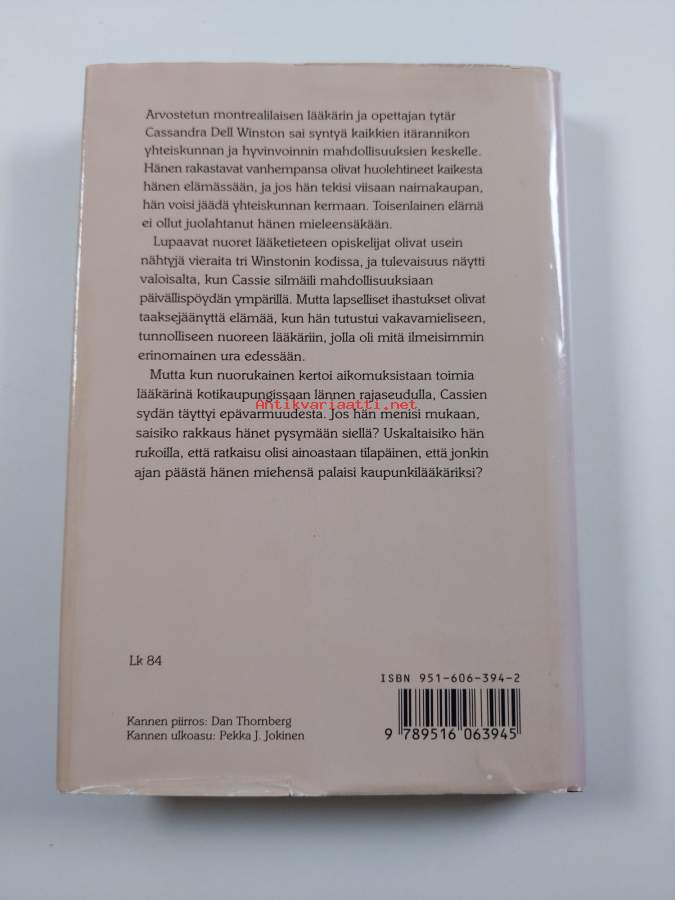 Arvostetun montrealilaisen lääkärin ja opettajan tytär
Cassandra Dell Winston sai syntyä kaikkien itärannikon
yhteiskunnan ja hyvinvoinnin mahdollisuuksien keskelle.
Hänen rakastavat vanhempansa olivat huolehtineet kaikesta
hänen elämässään, ja jos hän tekisi viisaan naimakaupan,
hän voisi jäädä yhteiskunnan kermaan. Toisenlainen elämä
ei ollut juolahtanut hänen mieleensäkään.
Lupaavat nuoret lääketieteen opiskelijat olivat usein
nähtyjä vieraita tri Winstonin kodissa, ja tulevaisuus näytti
valoisalta, kun Cassie silmäili mahdollisuuksiaan
päivällispöydän ympärillä. Mutta lapselliset ihastukset olivat
taaksejäänyttä elämää, kun hän tutustui vakavamieliseen,
tunnolliseen nuoreen lääkäriin, jolla oli mitä ilmeisimmin
erinomainen ura edessään.
Mutta kun nuorukainen kertoi aikomuksistaan toimia
lääkärinä kotikaupungissaan lännen rajaseudulla, Cassien
Antikvariaatti.net
sydän täyttyi epävarmuudesta. Jos hän menisi mukaan,
saisiko rakkaus hänet pysymään siellä? Uskaltaisiko hän
rukoilla, että ratkaisu olisi ainoastaan tilapäinen, että jonkin
ajan päästä hänen miehensä palaisi kaupunkilääkäriksi?
Lk 84
ISBN 951-606-394-2
Kannen piirros: Dan Thornberg
Kannen ulkoasu: Pekka J. Jokinen
9 789516 063945